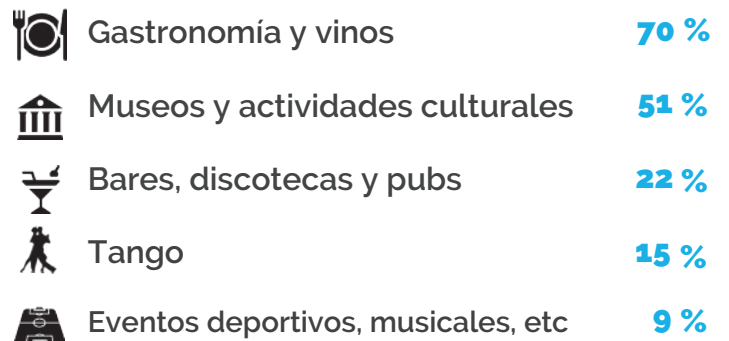 Gastronomía y vinos 70 %
Museos y actividades culturales 51 %
Bares, discotecas y pubs 22 %
Tango 15 %
Eventos deportivos, musicales, etc 9 %